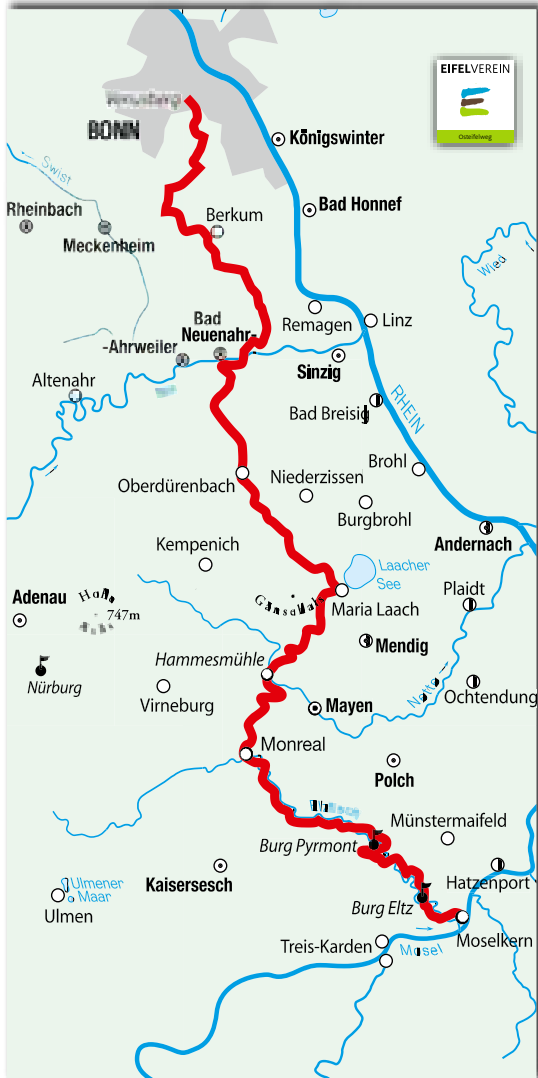 EIFELVEREIN
Osteifelweg
BONN
Königswinter
Swist
Rheinbach
Meckenheim
Berkum
Bad Honnef
Wied
Bad
Neuenahr-
-Ahrweiler
Remagen
Linz
Sinzig
Altenahr
Bad Breisig
RHEIN
Brohl
Oberdürenbach
Niederzissen
Burgbrohl
Andernach
Kempenich
Laacher
See
Maria Laach
Plaidt
Adenau
747m
Mendig
Hammesmühle
Nürburg
Virneburg
Mayen
Nette
Ochtendung
Monreal
Polch
Münstermaifeld
Burg Pyrmont
Kaisersesch
Hatzenport
Ulmener
Maar
Ulmen
Burg Eltz
Moselkern
Treis-Karden
Mosel